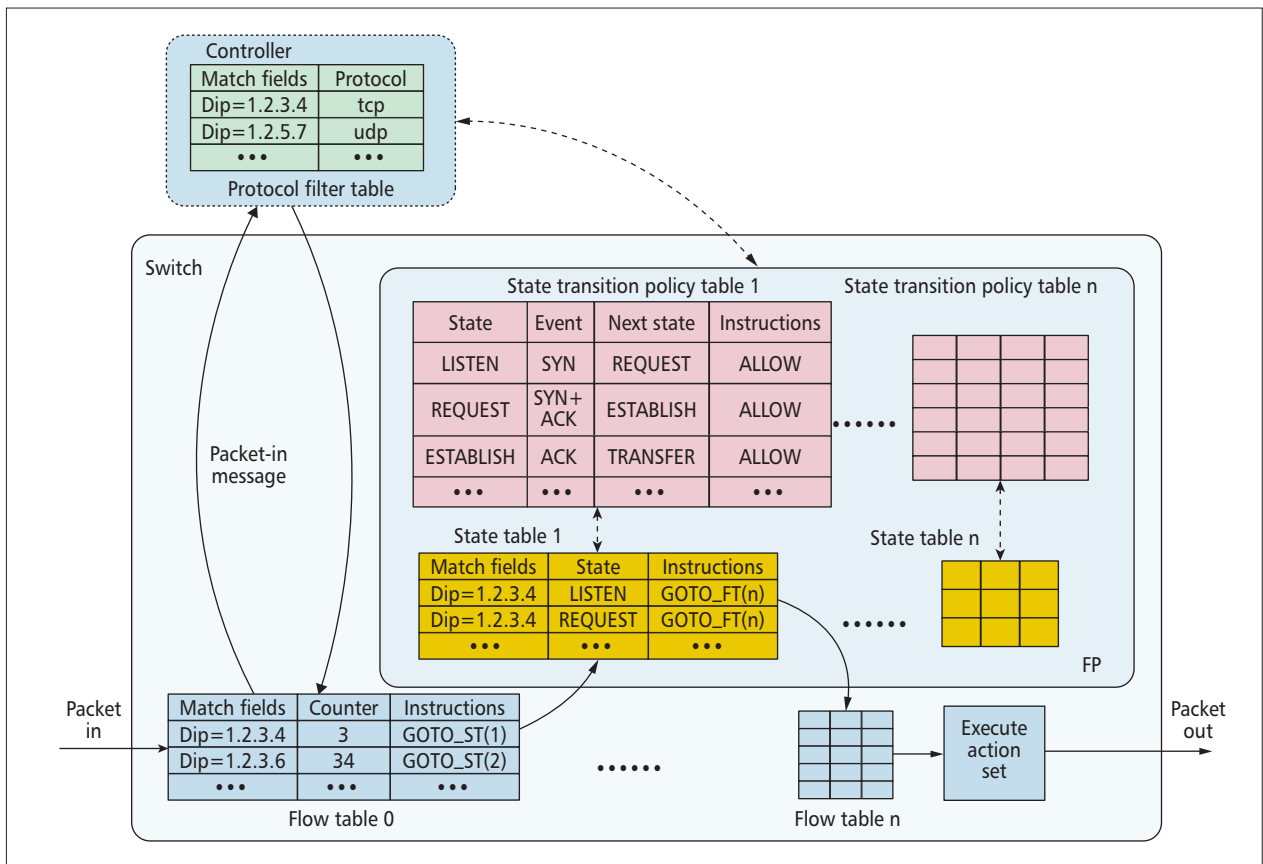 Controller
Match fields Protocol
Dip=1.2.3.4 tcp
Dip=1.2.5.7 udp
••• •••
Protocol filter table
Switch
Packet-in
message
State transition policy table 1
State Event Next state Instructions
LISTEN SYN REQUEST ALLOW
REQUEST SYN+ ACK ESTABLISH ALLOW
ESTABLISH ACK TRANSFER ALLOW
••• ••• ••• •••
••••••
State transition policy table n
State table 1
Match fields State Instructions
Dip=1.2.3.4 LISTEN GOTO_FT(n)
Dip=1.2.3.4 REQUEST GOTO_FT(n)
••• ••• •••
••••••
State table n
FP
Packet
in
Match fields Counter Instructions
Dip=1.2.3.4 3 GOTO_ST(1)
Dip=1.2.3.6 34 GOTO_ST(2)
••• ••• •••
Flow table 0
••••••
Flow table n
Execute
action
set
Packet
out